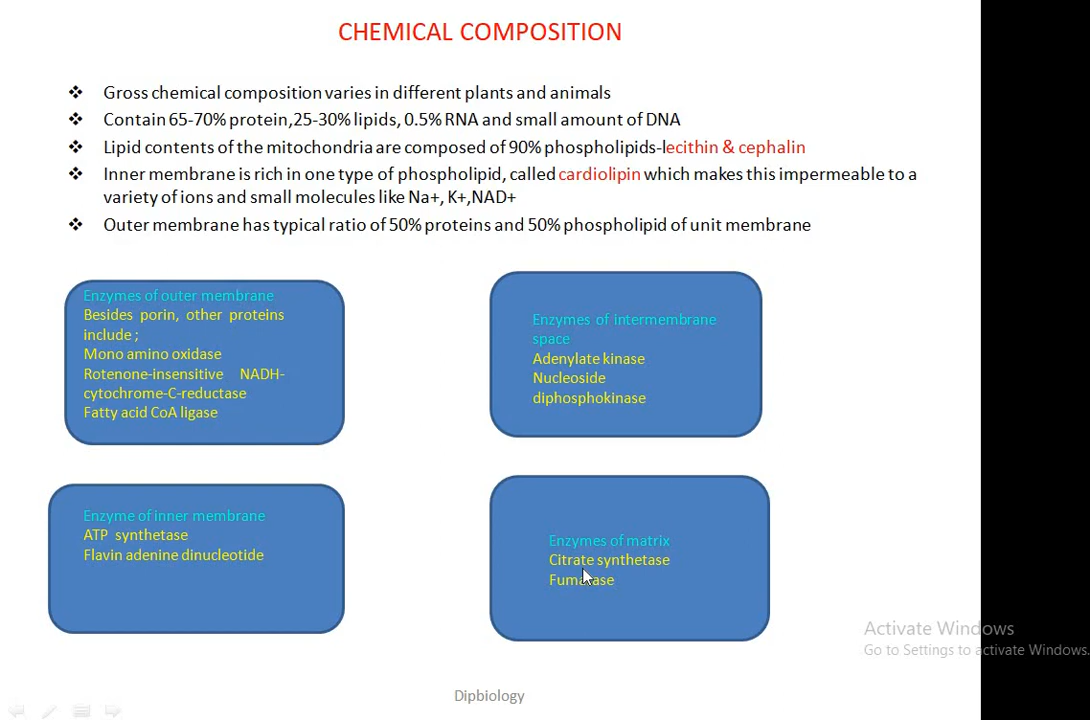 CHEMICAL COMPOSITION
❖ Gross chemical composition varies in different plants and animals
❖ Contain 65-70% protein,25-30% lipids, 0.5% RNA and small amount of DNA
❖ Lipid contents of the mitochondria are composed of 90% phospholipids-lecithin & cephalin
❖ Inner membrane is rich in one type of phospholipid, called cardiolipin which makes this impermeable to a
variety of ions and small molecules like Na+, K+,NAD+
❖ Outer membrane has typical ratio of 50% proteins and 50% phospholipid of unit membrane
Enzymes of outer membrane
Besides porin, other proteins
include ;
Mono amino oxidase
Rotenone-insensitive NADH-
cytochrome-C-reductase
Fatty acid CoA ligase
Enzymes of intermembrane
space
Adenylate kinase
Nucleoside
diphosphokinase
Enzyme of inner membrane
ATP synthetase
Flavin adenine dinucleotide
Enzymes of matrix
Citrate synthetase
Fumarase
Activate Windows
Go to Settings to activate Windows.
Dipbiology